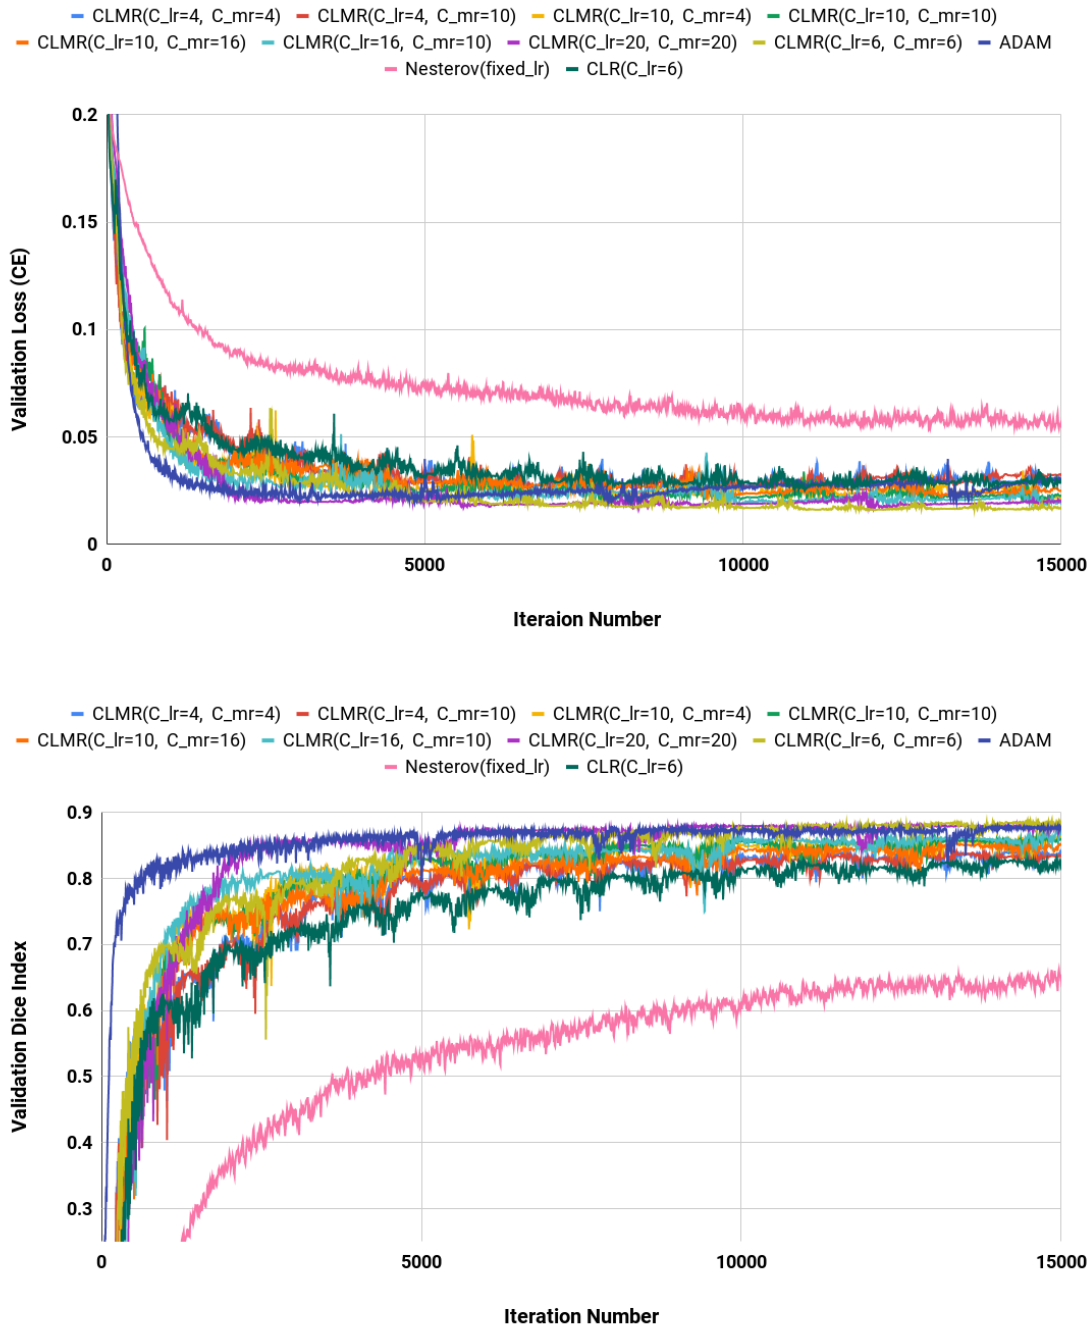 CLMR(C_lr=4, C_mr=4) CLMR(C_lr=4, C_mr=10) CLMR(C_lr=10, C_mr=4) CLMR(C_lr=10, C_mr=10)
CLMR(C_lr=10, C_mr=16) CLMR(C_lr=16, C_mr=10) CLMR(C_lr=20, C_mr=20) CLMR(C_lr=6, C_mr=6) ADAM
Nesterov(fixed_lr) CLR(C_lr=6)
Validation Loss (CE)
0.2
0.15
0.1
0.05
0
0 5000 10000 15000
Iteraion Number
CLMR(C_lr=4, C_mr=4) CLMR(C_lr=4, C_mr=10) CLMR(C_lr=10, C_mr=4) CLMR(C_lr=10, C_mr=10)
CLMR(C_lr=10, C_mr=16) CLMR(C_lr=16, C_mr=10) CLMR(C_lr=20, C_mr=20) CLMR(C_lr=6, C_mr=6) ADAM
Nesterov(fixed_lr) CLR(C_lr=6)
Validation Dice Index
0.9
0.8
0.7
0.6
0.5
0.4
0.3
0 5000 10000 15000
Iteration Number